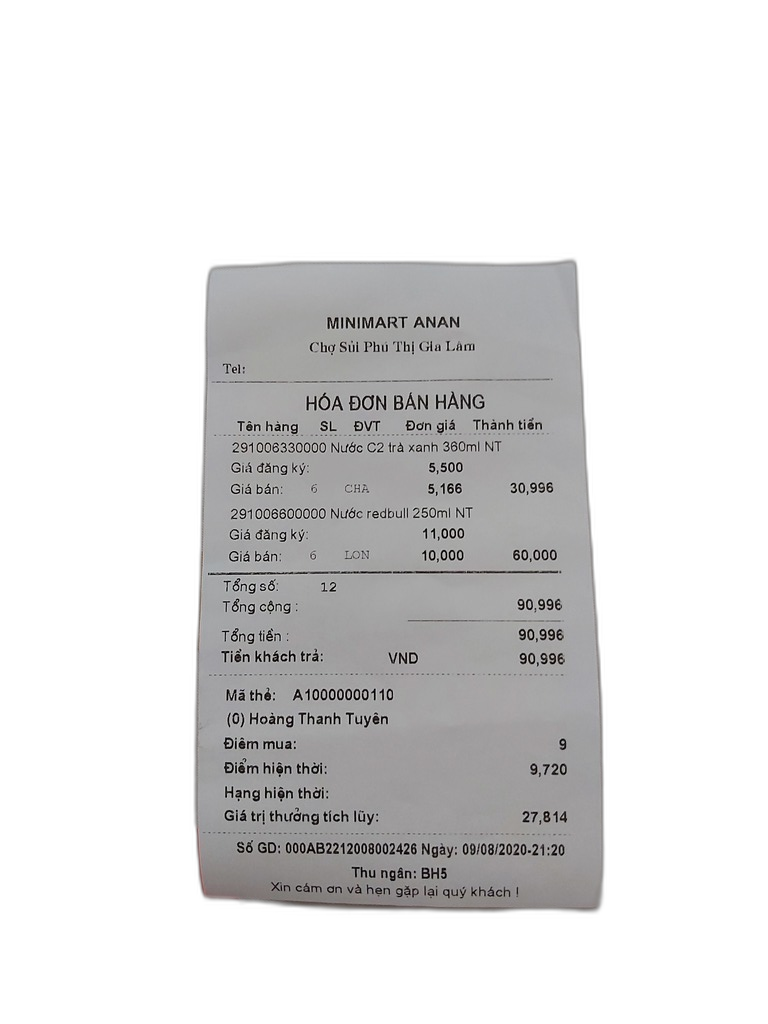 MINIMART ANAN
Chợ Sủi Phú Thị Gia Lâm
Tel:
HÓA ĐƠN BÁN HÀNG
Tên hàng SL ĐVT Đơn giá Thành tiền
291006330000 Nước C2 trà xanh 360ml NT
Giá đăng ký: 5,500
Giá bán: 6 CHA 5,166 30,996
291006600000 Nước redbull 250ml NT
Giá đăng ký: 11,000
Giá bán: 6 LON 10,000 60,000
Tổng số: 12
Tổng cộng : 90,996
Tổng tiền : 90,996
Tiền khách trả: VND 90,996
Mã thẻ: A10000000110
(0) Hoàng Thanh Tuyên
Điểm mua: 9
Điểm hiện thời: 9,720
Hạng hiện thời:
Giá trị thưởng tích lũy: 27,814
Số GD: 000AB2212008002426 Ngày: 09/08/2020-21:20
Thu ngân: BH5
Xin cảm ơn và hẹn gặp lại quý khách !